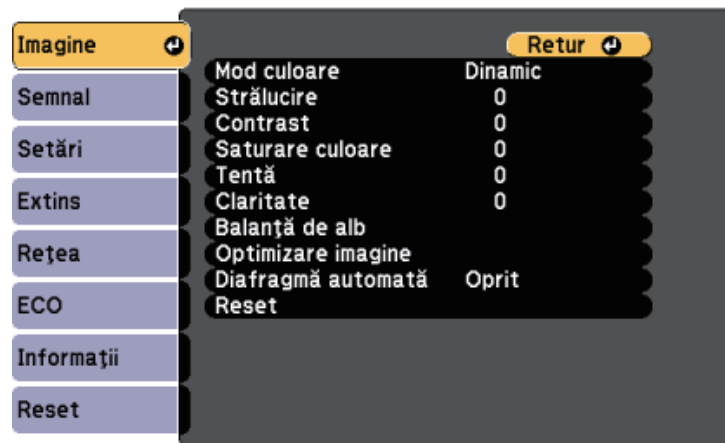 Imagine
Semnal
Setări
Extins
Reţea
ECO
Informaţii
Reset
Retur
Mod culoare Dinamic
Strălucire 0
Contrast 0
Saturare culoare 0
Tentă 0
Claritate 0
Balanţă de alb
Optimizare imagine
Diafragmă automată Oprit
Reset